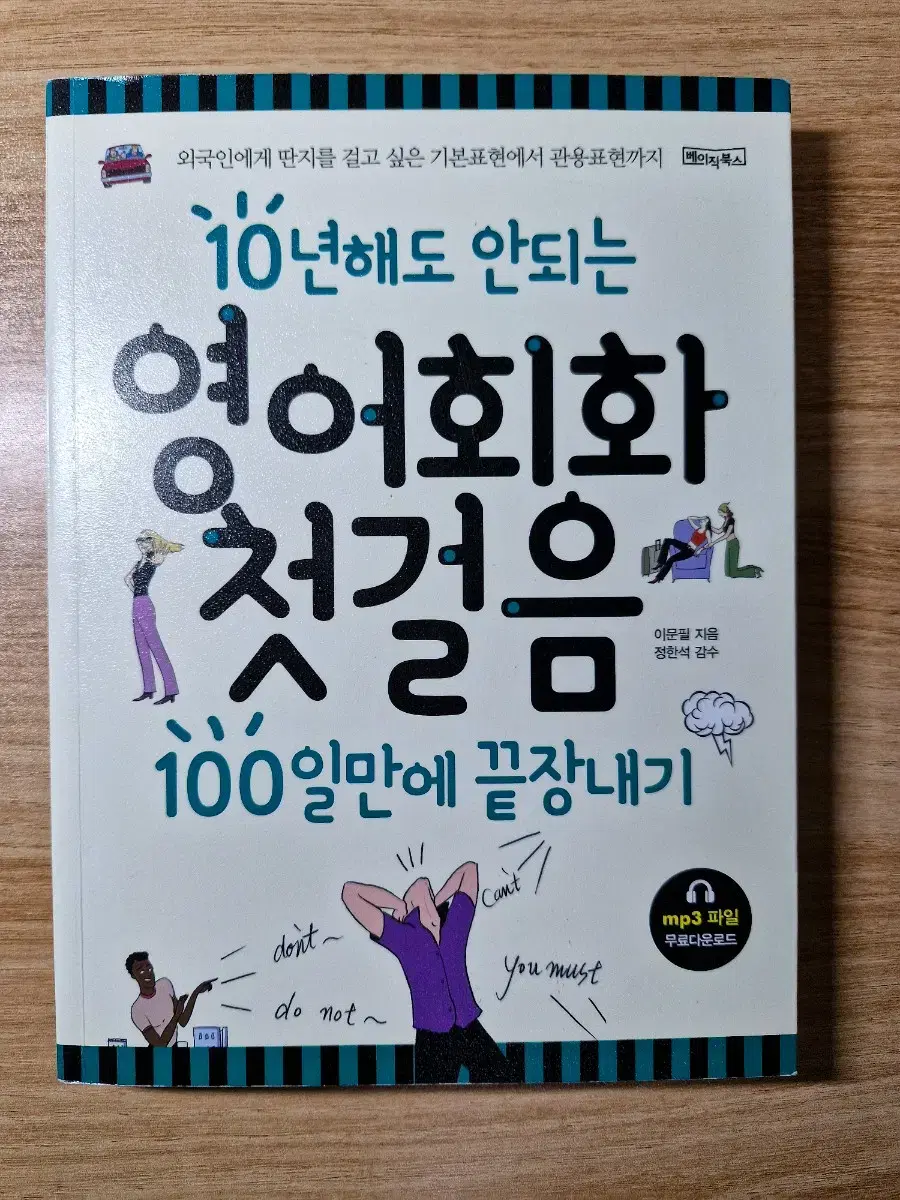 외국인에게 딴지를 걸고 싶은 기본표현에서 관용표현까지 베이직북스
10년해도 안되는
영어회화
첫걸음
이문필 지음
정한석 감수
100일만에 끝장내기
can't
don't~
you must
do not~
mp3 파일
무료다운로드